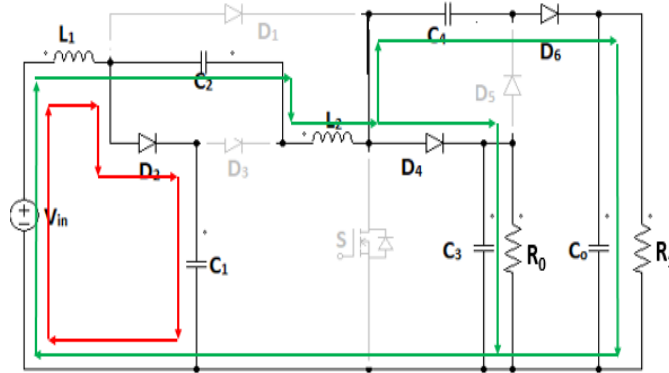 D₁
L₁
C₄
D₆
C₂
D₅
L₂
D₂
D₃
D₄
Vin
S
C₁
C₃
R₀
Cₒ